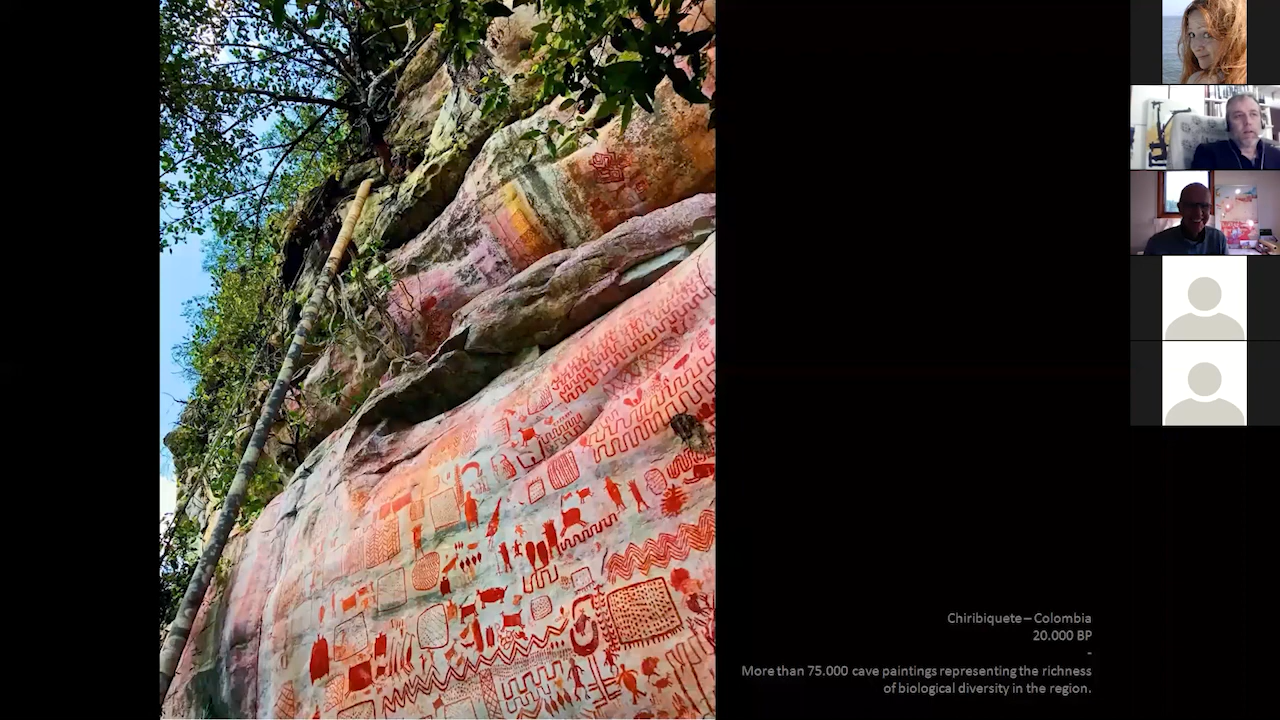 Chiribiquete – Colombia
20.000 BP
-
More than 75.000 cave paintings representing the richness
of biological diversity in the region.